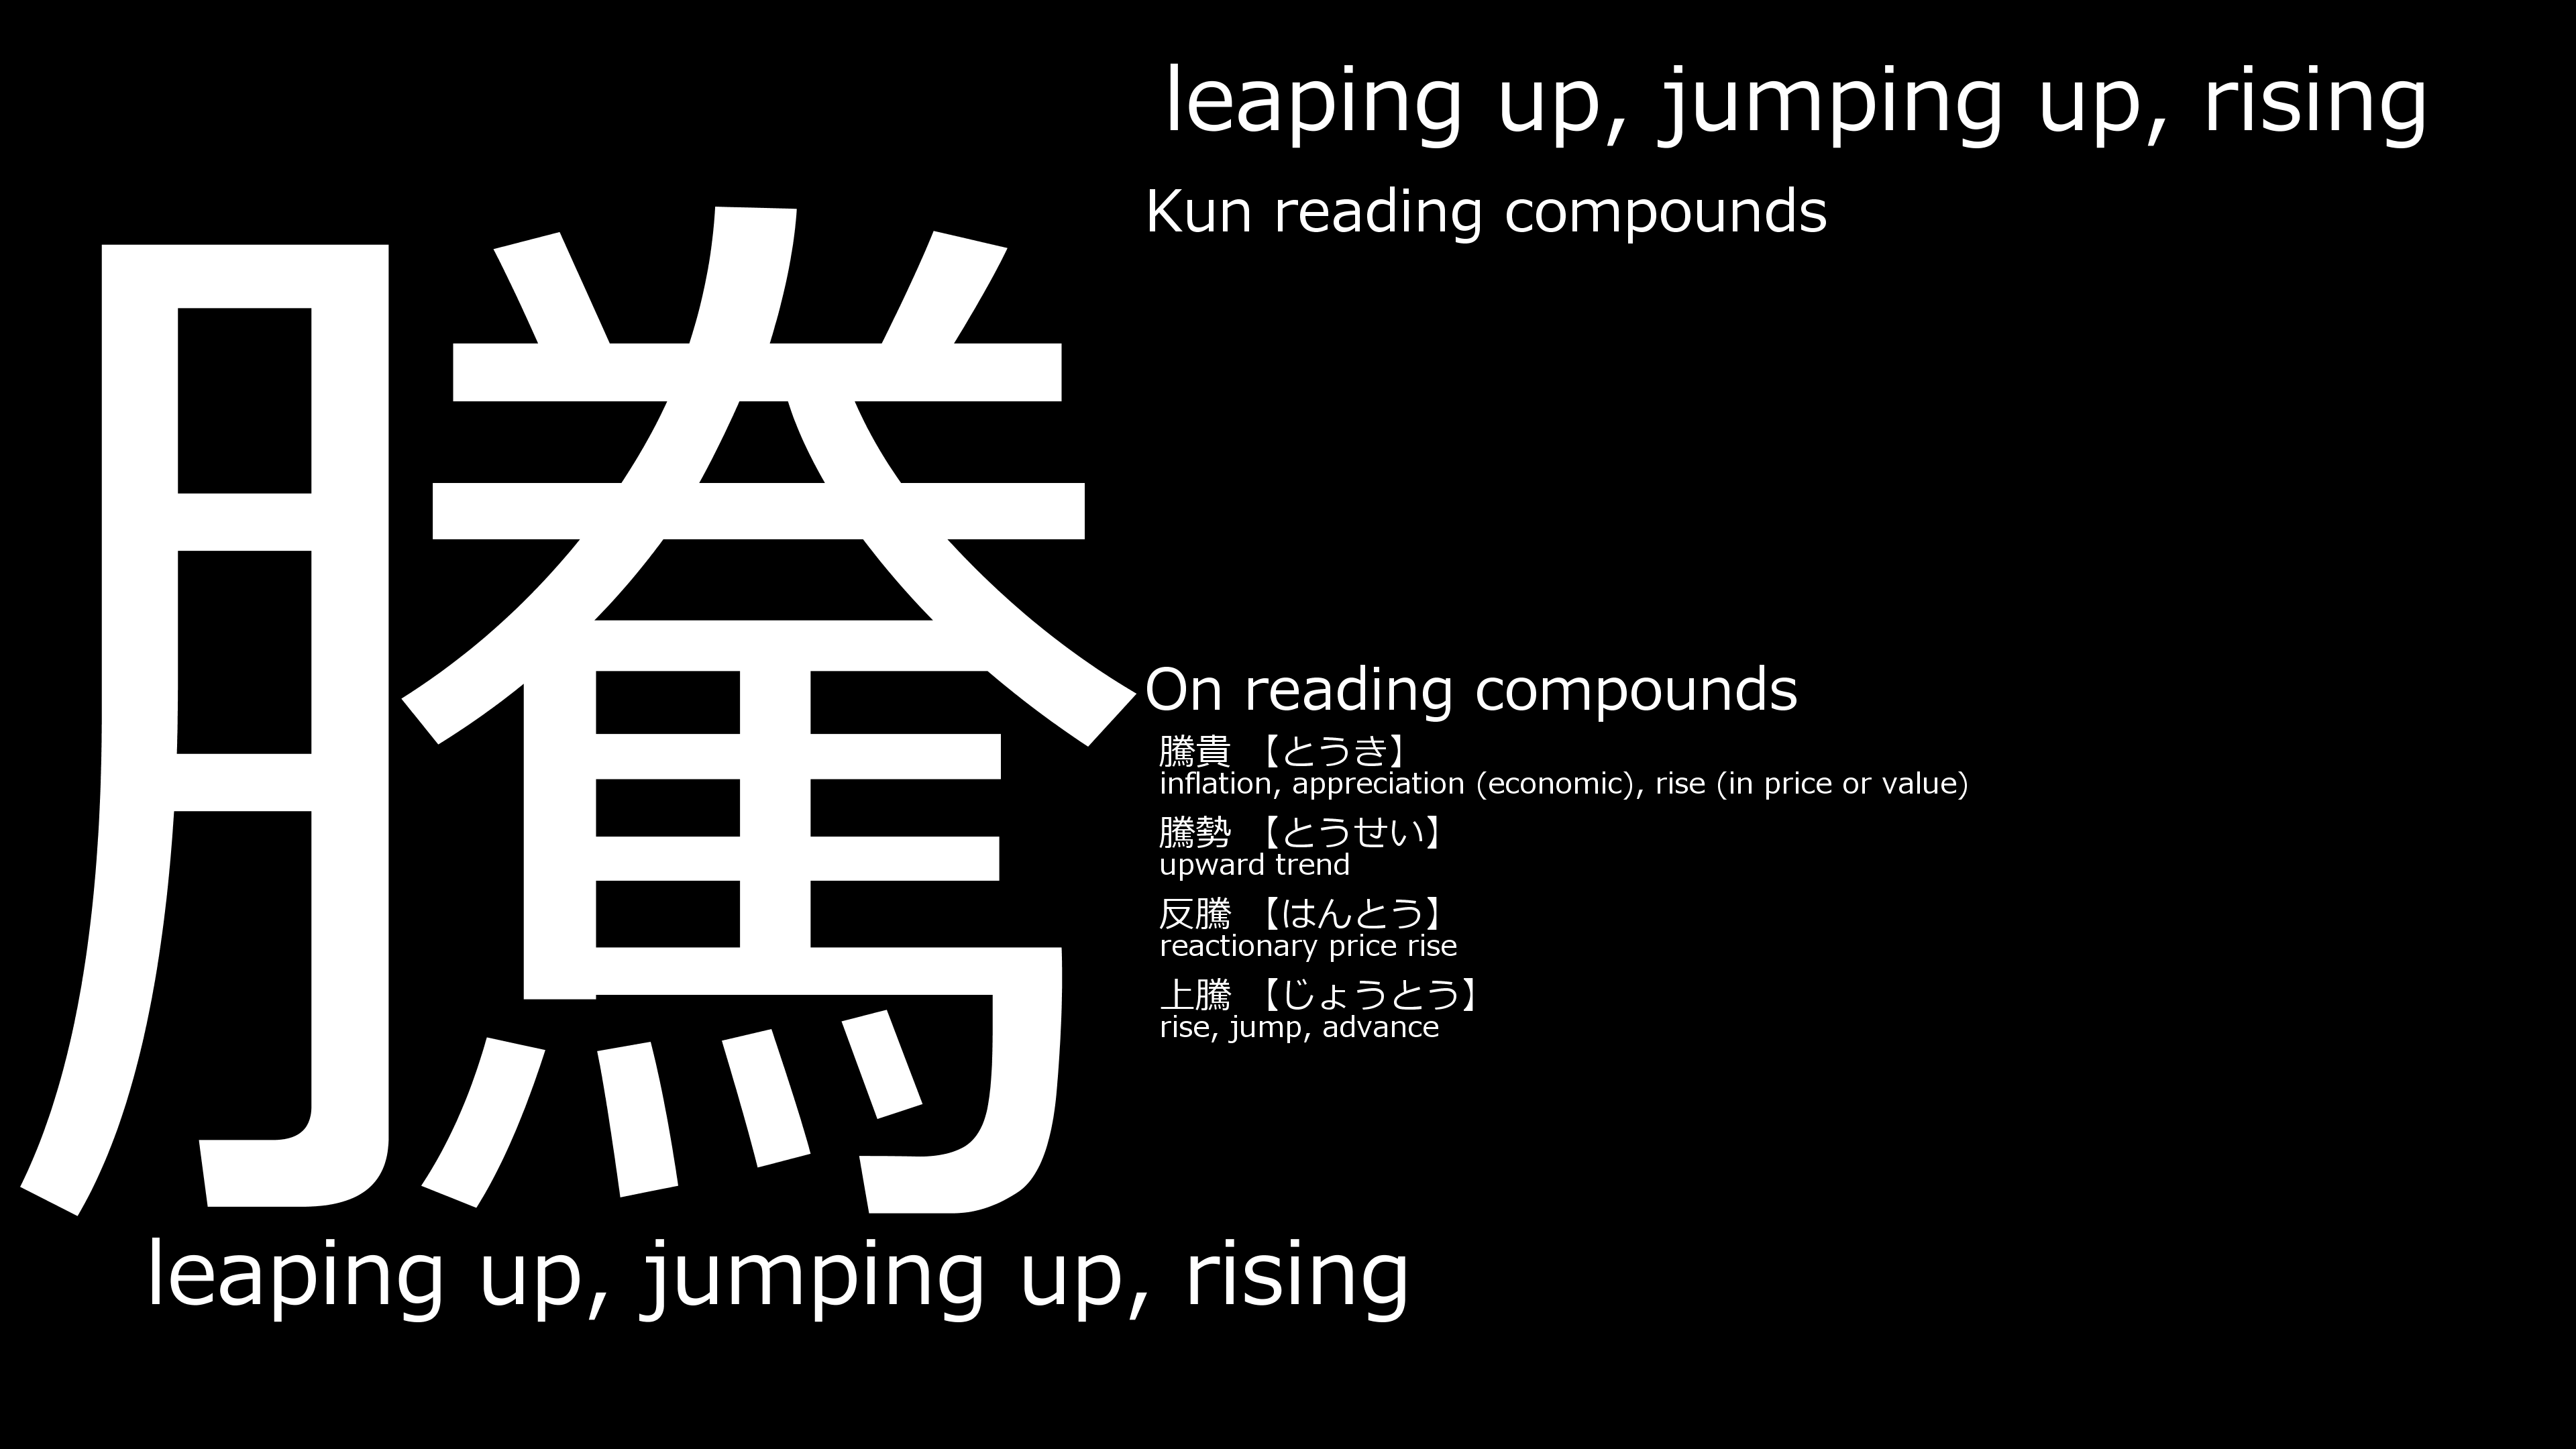 騰
leaping up, jumping up, rising
leaping up, jumping up, rising
Kun reading compounds
On reading compounds
騰貴 【とうき】
inflation, appreciation (economic), rise (in price or value)
騰勢 【とうせい】
upward trend
反騰 【はんとう】
reactionary price rise
上騰 【じょうとう】
rise, jump, advance